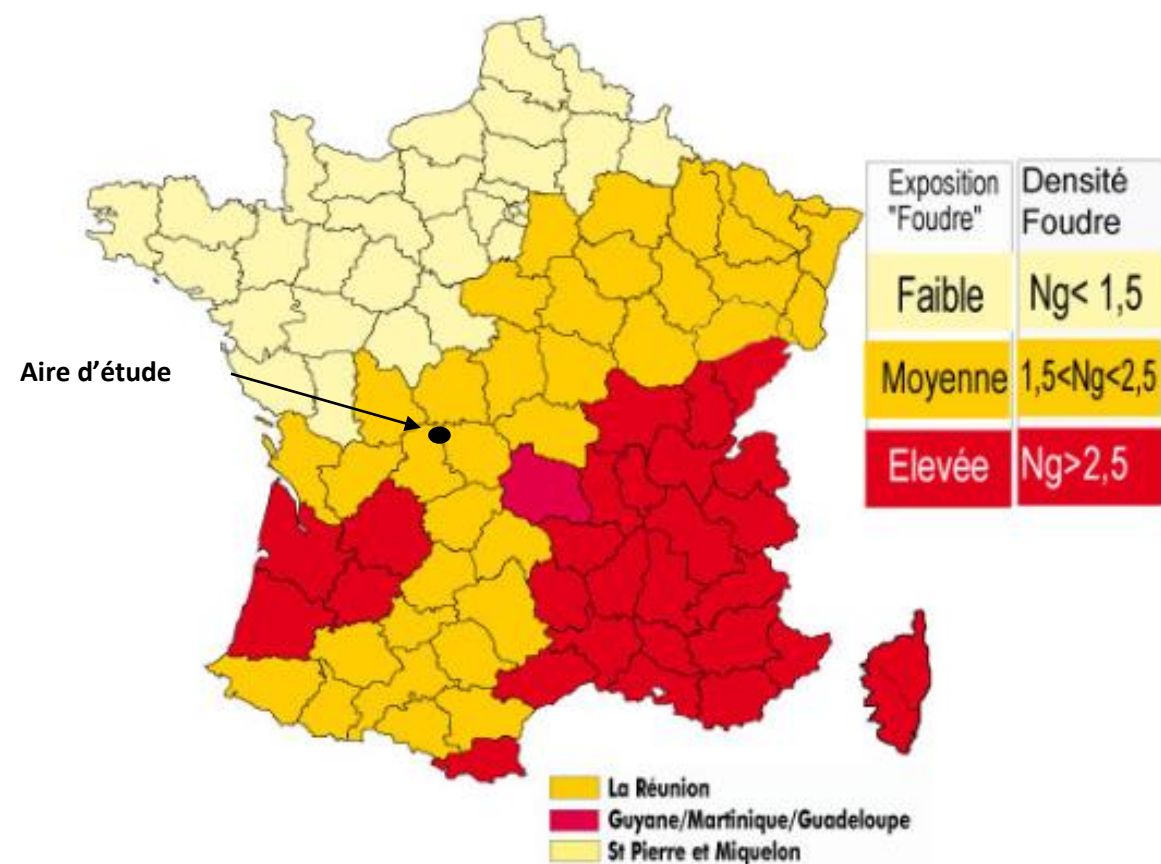 Aire d'étude
Exposition "Foudre" Densité Foudre
Faible Ng< 1,5
Moyenne 1,5<Ng<2,5
Elevée Ng>2,5
La Réunion
Guyane/Martinique/Guadeloupe
St Pierre et Miquelon